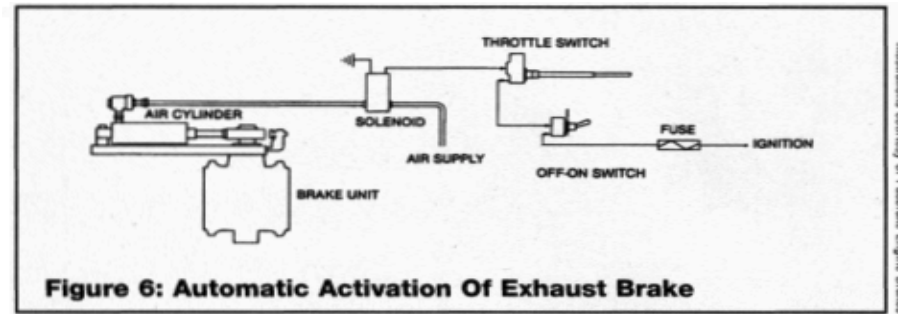 THROTTLE SWITCH
AIR CYLINDER
SOLENOID
FUSE
IGNITION
AIR SUPPLY
OFF-ON SWITCH
BRAKE UNIT
Figure 6: Automatic Activation Of Exhaust Brake